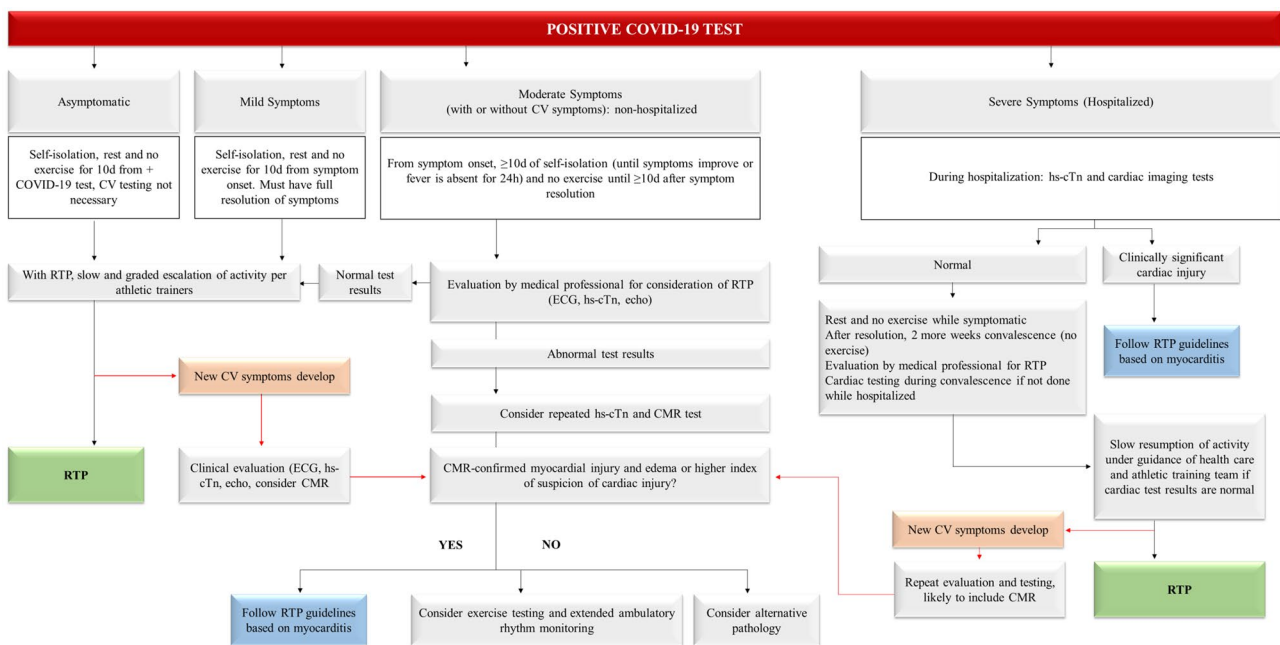 POSITIVE COVID-19 TEST
Asymptomatic
Mild Symptoms
Moderate Symptoms
(with or without CV symptoms): non-hospitalized
Severe Symptoms (Hospitalized)
Self-isolation, rest and no
exercise for 10d from +
COVID-19 test, CV testing not
necessary
Self-isolation, rest and no
exercise for 10d from symptom
onset. Must have full
resolution of symptoms
From symptom onset, ≥10d of self-isolation (until symptoms improve or
fever is absent for 24h) and no exercise until ≥10d after symptom
resolution
During hospitalization: hs-cTn and cardiac imaging tests
With RTP, slow and graded escalation of activity per
athletic trainers
Normal test
results
Evaluation by medical professional for consideration of RTP
(ECG, hs-cTn, echo)
Normal
Clinically significant
cardiac injury
Rest and no exercise while symptomatic
After resolution, 2 more weeks convalescence (no
exercise)
Evaluation by medical professional for RTP
Cardiac testing during convalescence if not done
while hospitalized
Follow RTP guidelines
based on myocarditis
Abnormal test results
New CV symptoms develop
Consider repeated hs-cTn and CMR test
RTP
Clinical evaluation (ECG, hs-
cTn, echo, consider CMR
CMR-confirmed myocardial injury and edema or higher index
of suspicion of cardiac injury?
Slow resumption of activity
under guidance of health care
and athletic training team if
cardiac test results are normal
New CV symptoms develop
YES
NO
Repeat evaluation and testing,
likely to include CMR
RTP
Follow RTP guidelines
based on myocarditis
Consider exercise testing and extended ambulatory
rhythm monitoring
Consider alternative
pathology